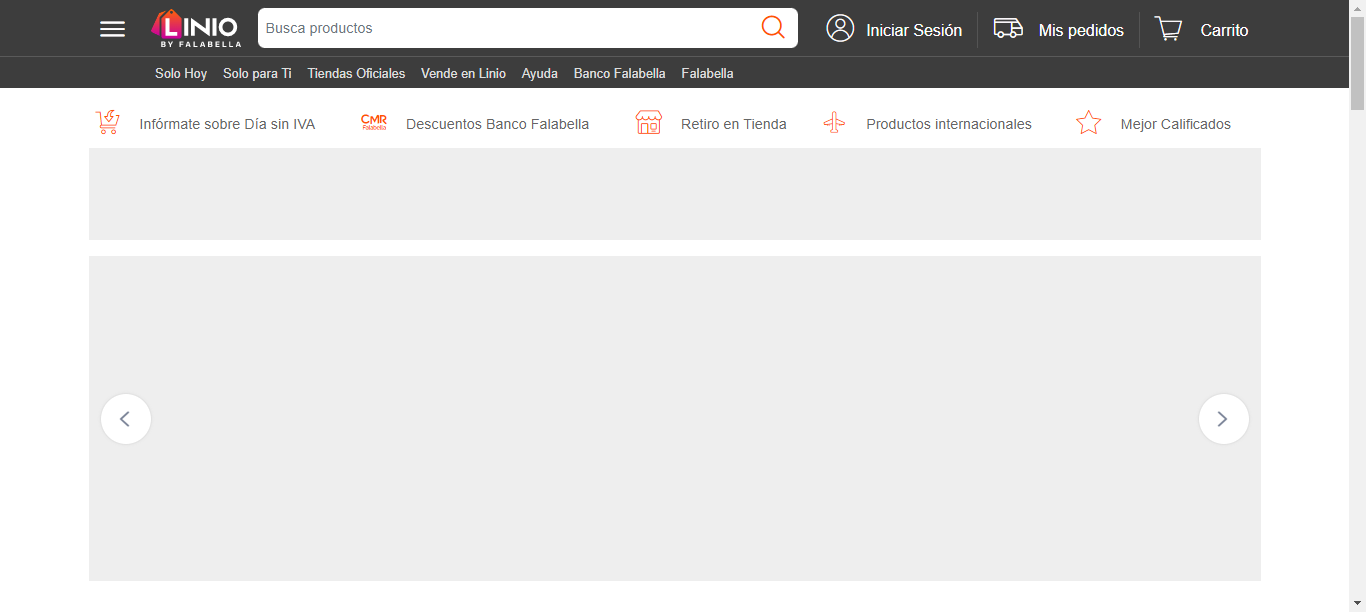 LINIO
BY FALABELLA
Busca productos
Iniciar Sesión
Mis pedidos
Carrito
Solo Hoy
Solo para Ti
Tiendas Oficiales
Vende en Linio
Ayuda
Banco Falabella
Falabella
Infórmate sobre Día sin IVA
CMR
Falabella
Descuentos Banco Falabella
Retiro en Tienda
Productos internacionales
Mejor Calificados